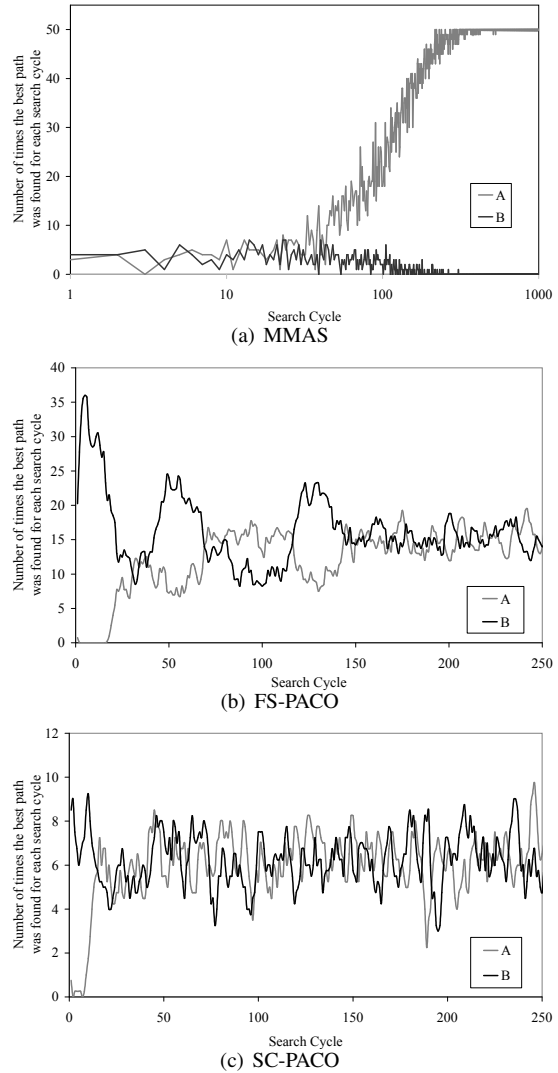 Number of times the best path
was found for each search cycle
50
40
30
20
10
0
A
B
1
10
100
1000
Search Cycle
(a) MMAS
Number of times the best path
was found for each search cycle
40
35
30
25
20
15
10
5
0
A
B
0
50
100
150
200
250
Search Cycle
(b) FS-PACO
Number of times the best path
was found for each search cycle
12
10
8
6
4
2
0
A
B
0
50
100
150
200
250
Search Cycle
(c) SC-PACO